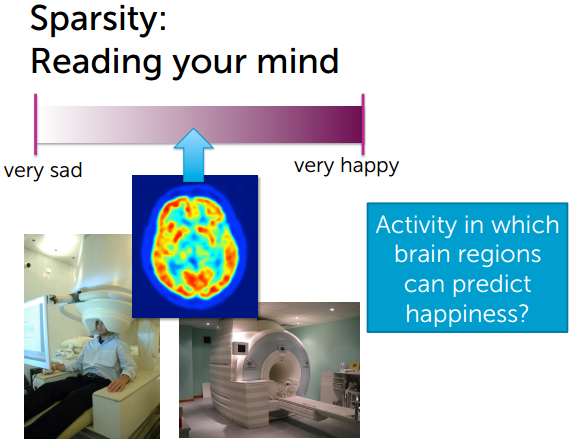 Sparsity:
Reading your mind
very sad
very happy
Activity in which
brain regions
can predict
happiness?